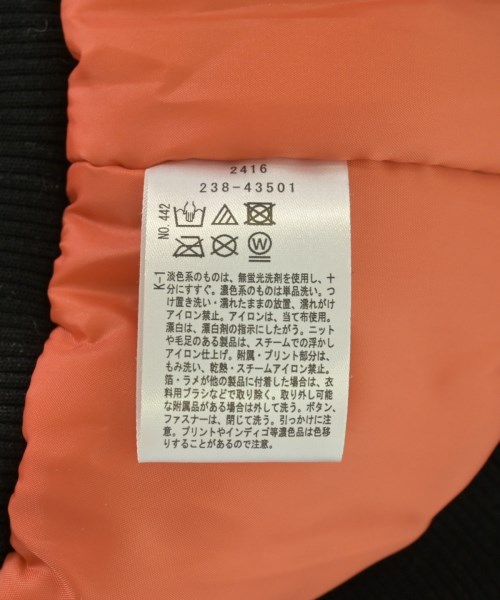 2416
238-43501
NO. 442
W
K-1
淡色系のものは、無蛍光洗剤を使用し、十
分にすすぐ。濃色系のものは単品洗い。つ
け置き洗い・濡れたままの放置、濡れがけ
アイロン禁止。アイロンは、当て布使用。
漂白は、漂白剤の指示にしたがう。ニット
や毛足のある製品は、スチームでの浮かし
アイロン仕上げ。附属・プリント部分は、
もみ洗い、乾熱・スチームアイロン禁止。
箔・ラメが他の製品に付着した場合は、衣
料用ブラシなどで取り除く。取り外し可能
な附属品がある場合は外して洗う。ボタン、
ファスナーは、閉じて洗う。引っかけに注
意。プリントやインディゴ等濃色品は色移
りすることがあるので注意。